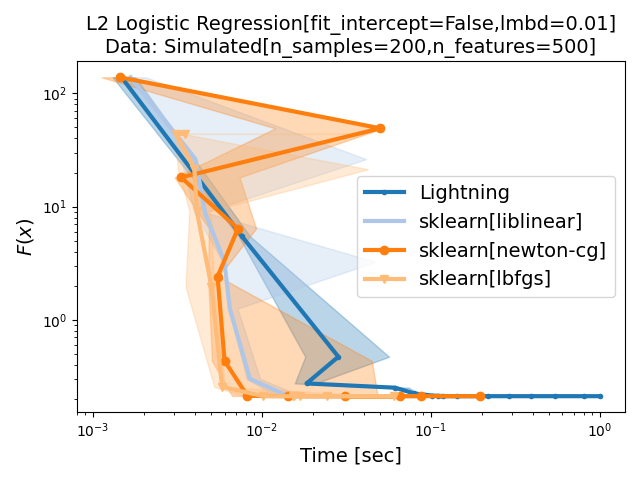 L2 Logistic Regression[fit_intercept=False,lmbd=0.01]
Data: Simulated[n_samples=200,n_features=500]
10²
10¹
10⁰
F(x)
Lightning
sklearn[liblinear]
sklearn[newton-cg]
sklearn[lbfgs]
10⁻³
10⁻²
10⁻¹
10⁰
Time [sec]